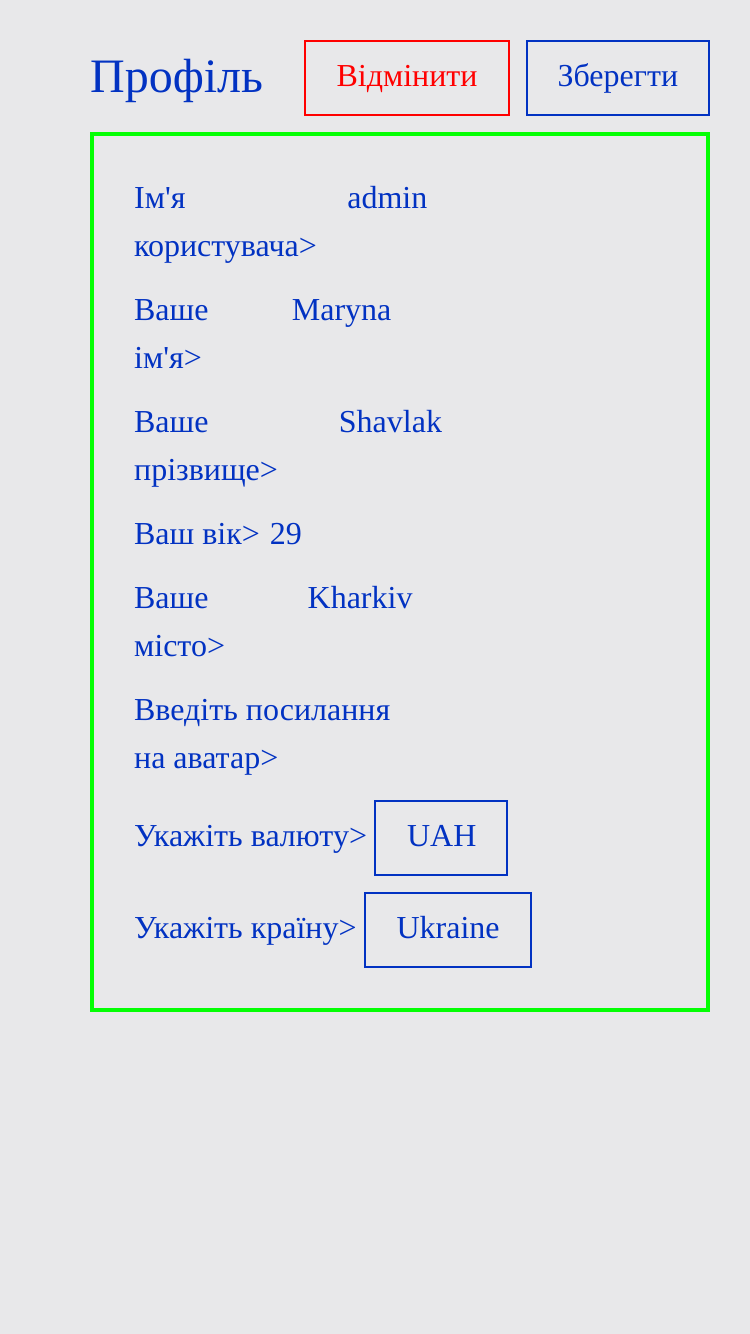 Профіль Відмінити Зберегти
Ім'я admin
користувача>
Ваше Maryna
ім'я>
Ваше Shavlak
прізвище>
Ваш вік> 29
Ваше Kharkiv
місто>
Введіть посилання
на аватар>
Укажіть валюту> UAH
Укажіть країну> Ukraine